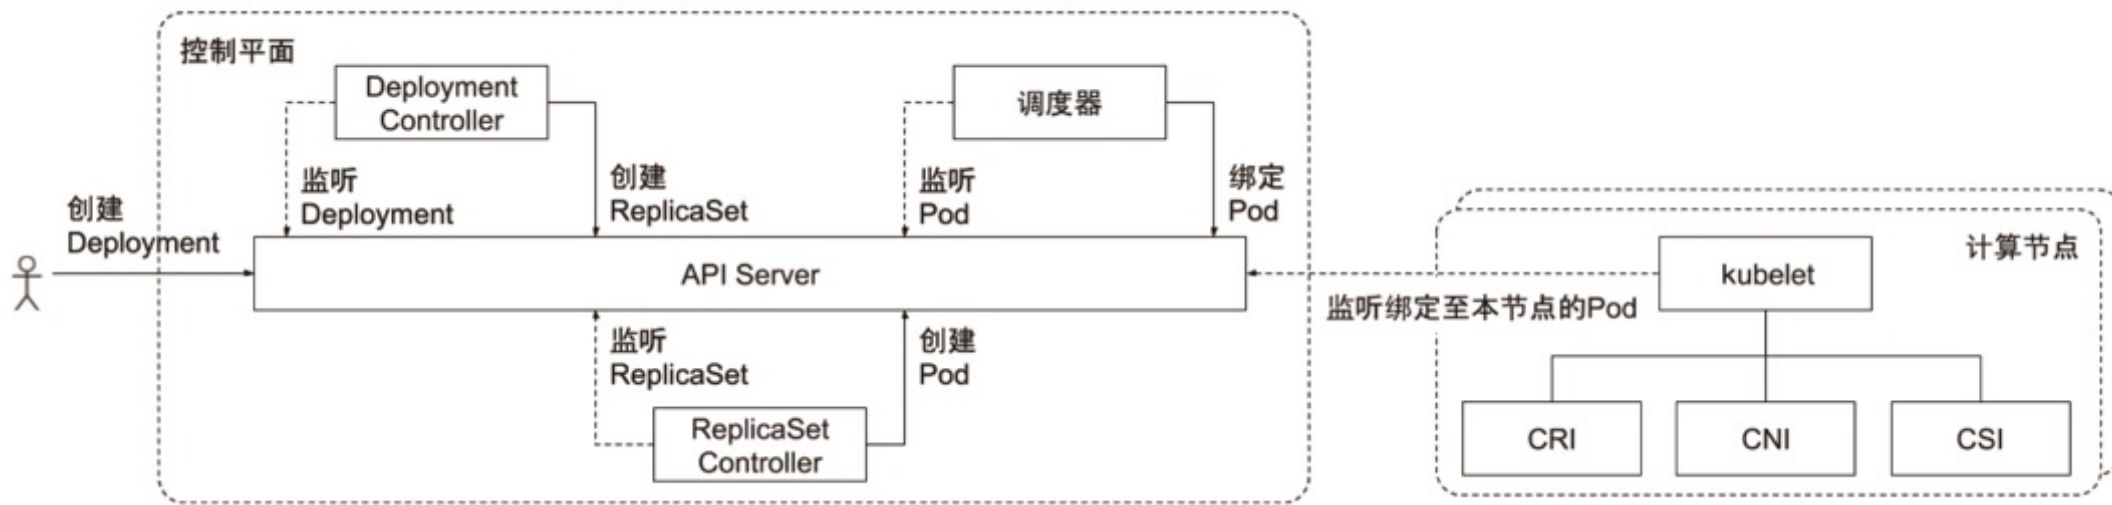 控制平面
Deployment
Controller
调度器
监听
Deployment
创建
ReplicaSet
监听
Pod
绑定
Pod
创建
Deployment
API Server
计算节点
kubelet
监听绑定至本节点的Pod
监听
ReplicaSet
创建
Pod
ReplicaSet
Controller
CRI
CNI
CSI